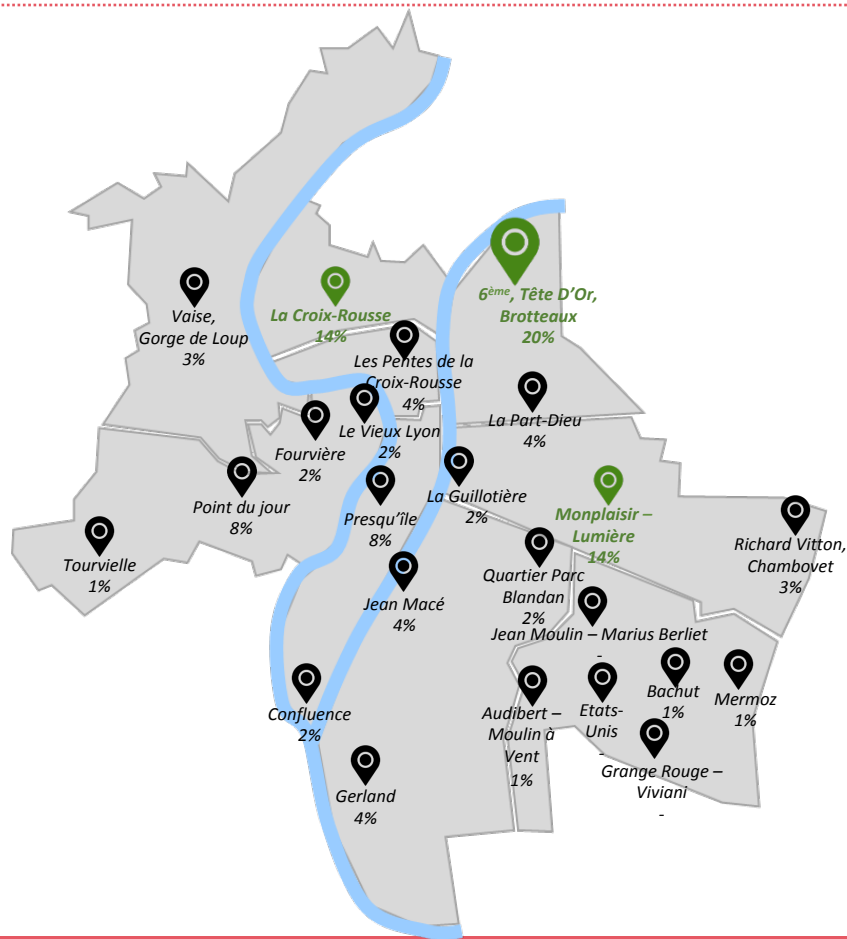 6ème, Tête D'Or,
Brotteaux
20%
Vaise,
Gorge de Loup
3%
La Croix-Rousse
14%
Les Pentes de la
Croix-Rousse
4%
La Part-Dieu
4%
Le Vieux Lyon
2%
Fourvière
2%
Point du jour
8%
Presqu'île
8%
La Guillotière
2%
Monplaisir –
Lumière
14%
Richard Vitton,
Chambovet
3%
Tourvielle
1%
Jean Macé
4%
Quartier Parc
Blandan
2%
Jean Moulin – Marius Berliet
-
Confluence
2%
Audibert –
Moulin à
Vent
1%
Etats-
Unis
-
Bachut
1%
Mermoz
1%
Grange Rouge –
Viviani
-
Gerland
4%